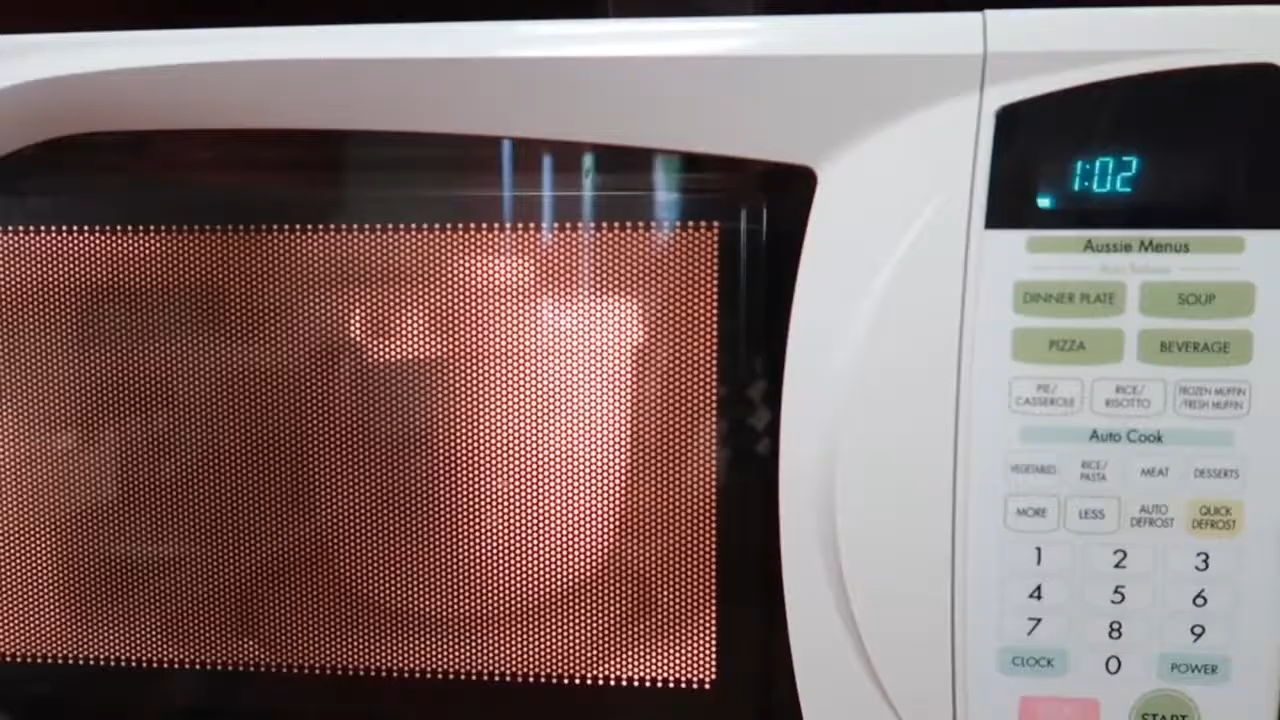 1:02
Aussie Menus
DINNER PLATE SOUP
PIZZA BEVERAGE
PIE/ CASSEROLE
RICE/ RISOTTO
FROZEN MUFFIN /FRESH MUFFIN
Auto Cook
VEGETABLES
RICE/ PASTA
MEAT
DESSERTS
MORE
LESS
AUTO DEFROST
QUICK DEFROST
1 2 3
4 5 6
7 8 9
CLOCK 0 POWER
START